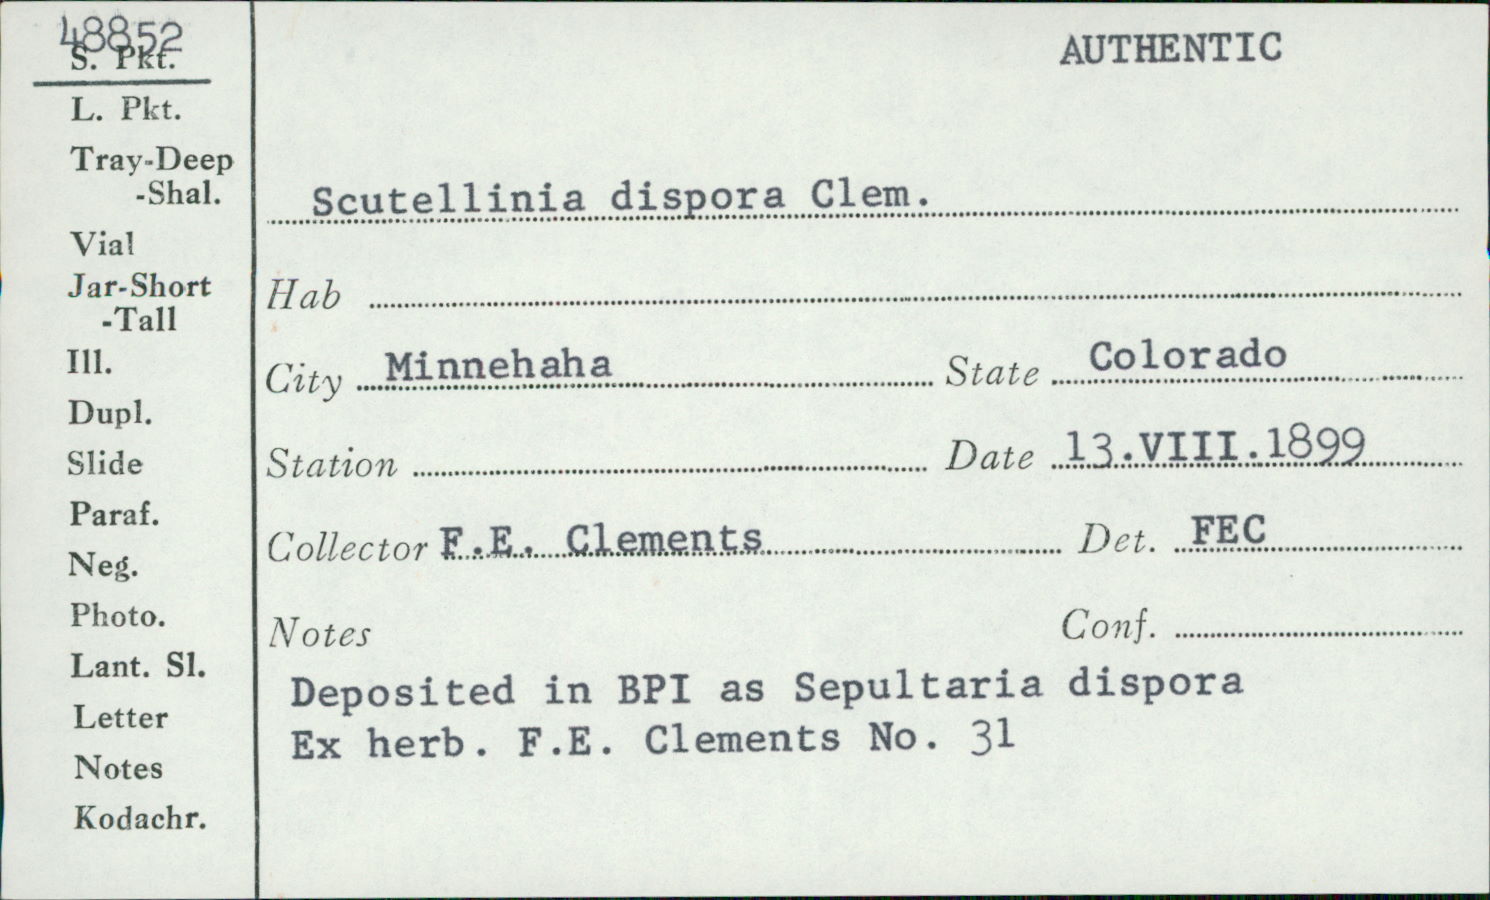 48852
S. Pkt.
L. Pkt.
Tray-Deep
-Shal.
Vial
Jar-Short
-Tall
Ill.
Dupl.
Slide
Paraf.
Neg.
Photo.
Lant. Sl.
Letter
Notes
Kodachr.
AUTHENTIC
Scutellinia dispora Clem.
Hab
City Minnehaha State Colorado
Station Date 13.VIII.1899
Collector F.E. Clements Det. FEC
Notes Conf.
Deposited in BPI as Sepultaria dispora
Ex herb. F.E. Clements No. 31